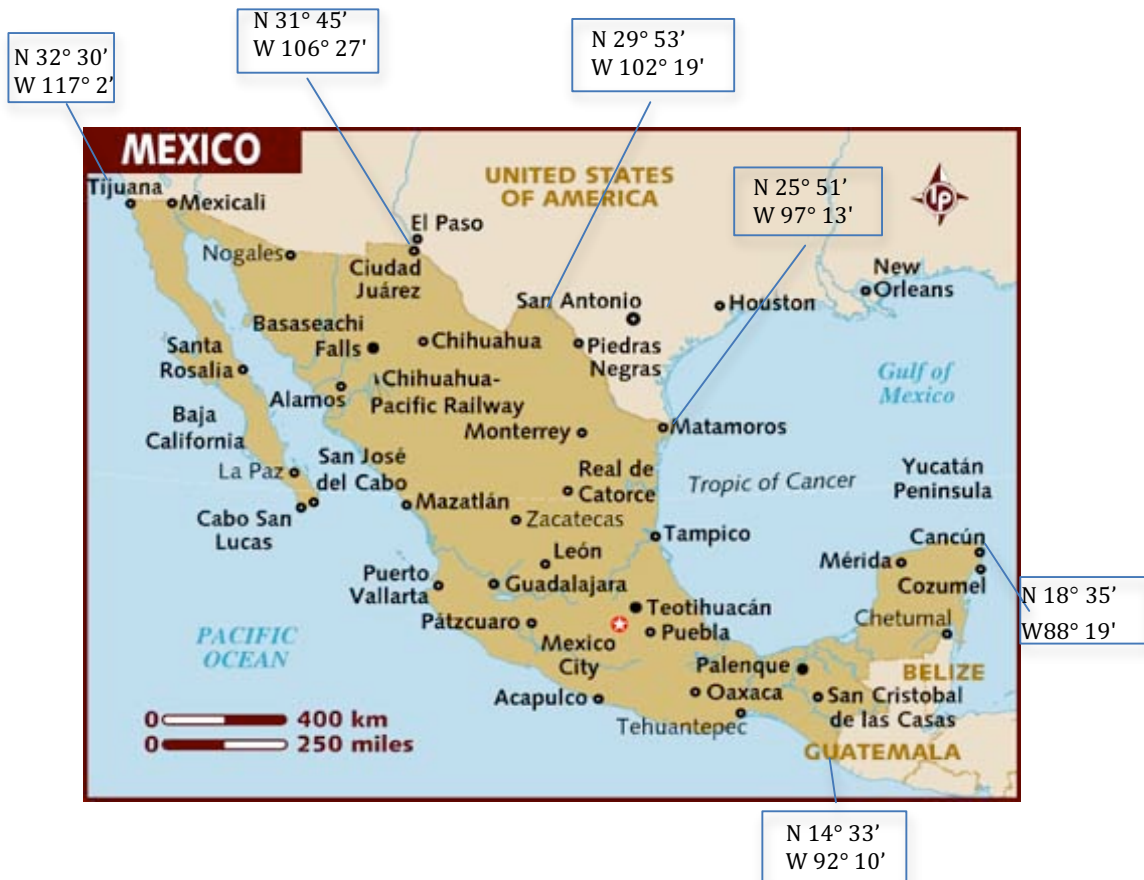 N 31° 45’
W 106° 27'
N 32° 30’
W 117° 2’
N 29° 53’
W 102° 19'
MEXICO
UNITED STATES
OF AMERICA
N 25° 51’
W 97° 13'
LP
Tijuana
Mexicali
El Paso
Nogales
Ciudad
Juárez
New
Orleans
San Antonio
Houston
Basaseachi
Falls
Chihuahua
Piedras
Negras
Santa
Rosalia
Gulf of
Mexico
Alamos
Chihuahua-
Pacific Railway
Baja
California
Monterrey
Matamoros
La Paz
San José
del Cabo
Real de
Catorce
Tropic of Cancer
Yucatán
Peninsula
Mazatlán
Cabo San
Lucas
Zacatecas
Tampico
Cancún
León
Mérida
Puerto
Vallarta
Guadalajara
Cozumel
N 18° 35’
W88° 19'
Teotihuacán
Chetumal
Pátzcuaro
Puebla
PACIFIC
OCEAN
Mexico
City
Palenque
BELIZE
Acapulco
Oaxaca
San Cristobal
de las Casas
0 400 km
0 250 miles
Tehuantepec
GUATEMALA
N 14° 33’
W 92° 10’